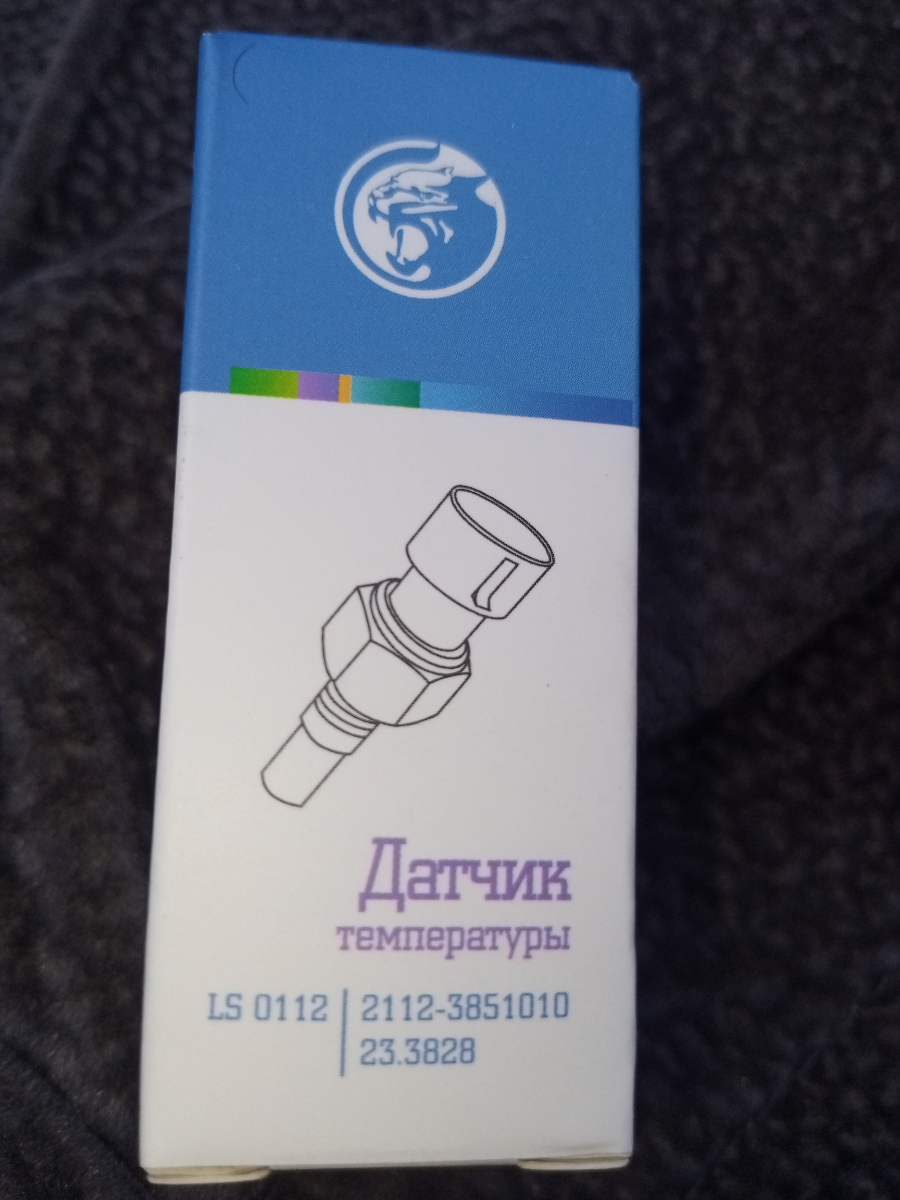 Датчик
температуры
LS 0112
2112-3851010
23.3828